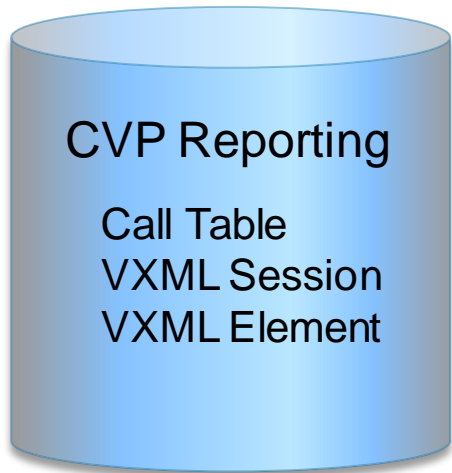 CVP Reporting
Call Table
VXML Session
VXML Element